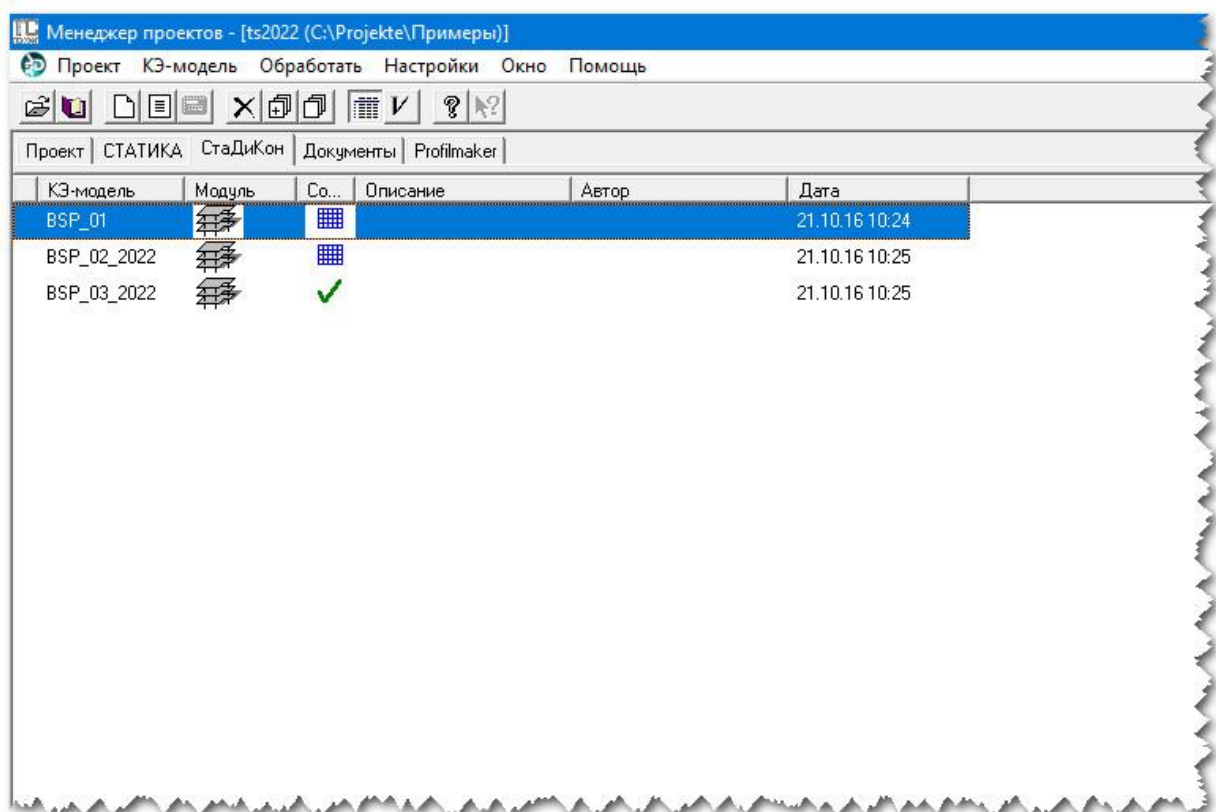 Менеджер проектов - [ts2022 (C:\Projekte\Примеры)]
Проект КЭ-модель Обработать Настройки Окно Помощь
Проект СТАТИКА СтаДиКон Документы Profilmaker
КЭ-модель Модуль Со... Описание Автор Дата
BSP_01 21.10.16 10:24
BSP_02_2022 21.10.16 10:25
BSP_03_2022 21.10.16 10:25